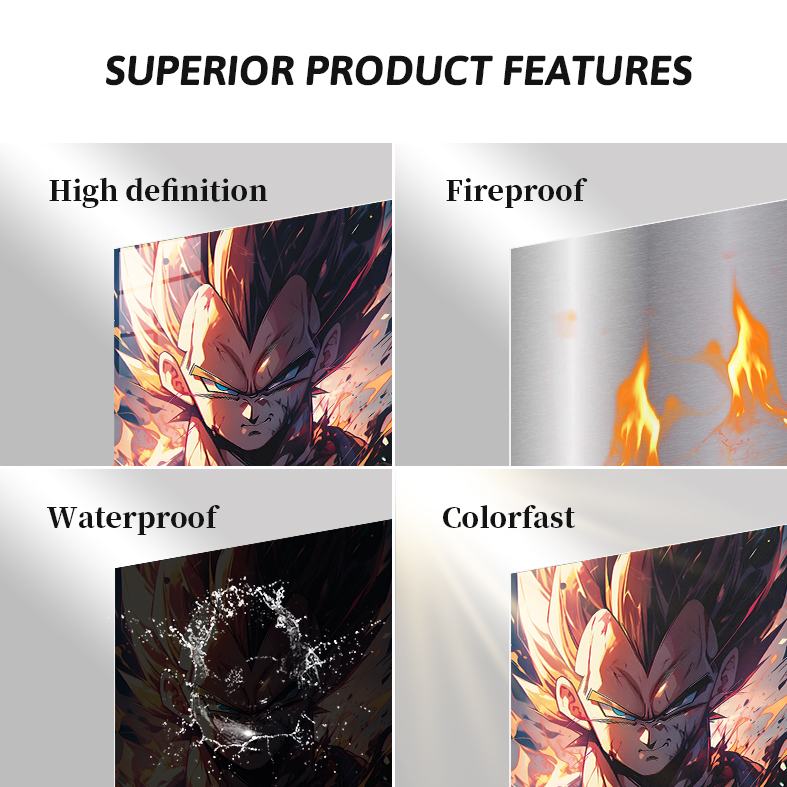 SUPERIOR PRODUCT FEATURES
High definition
Fireproof
Waterproof
Colorfast